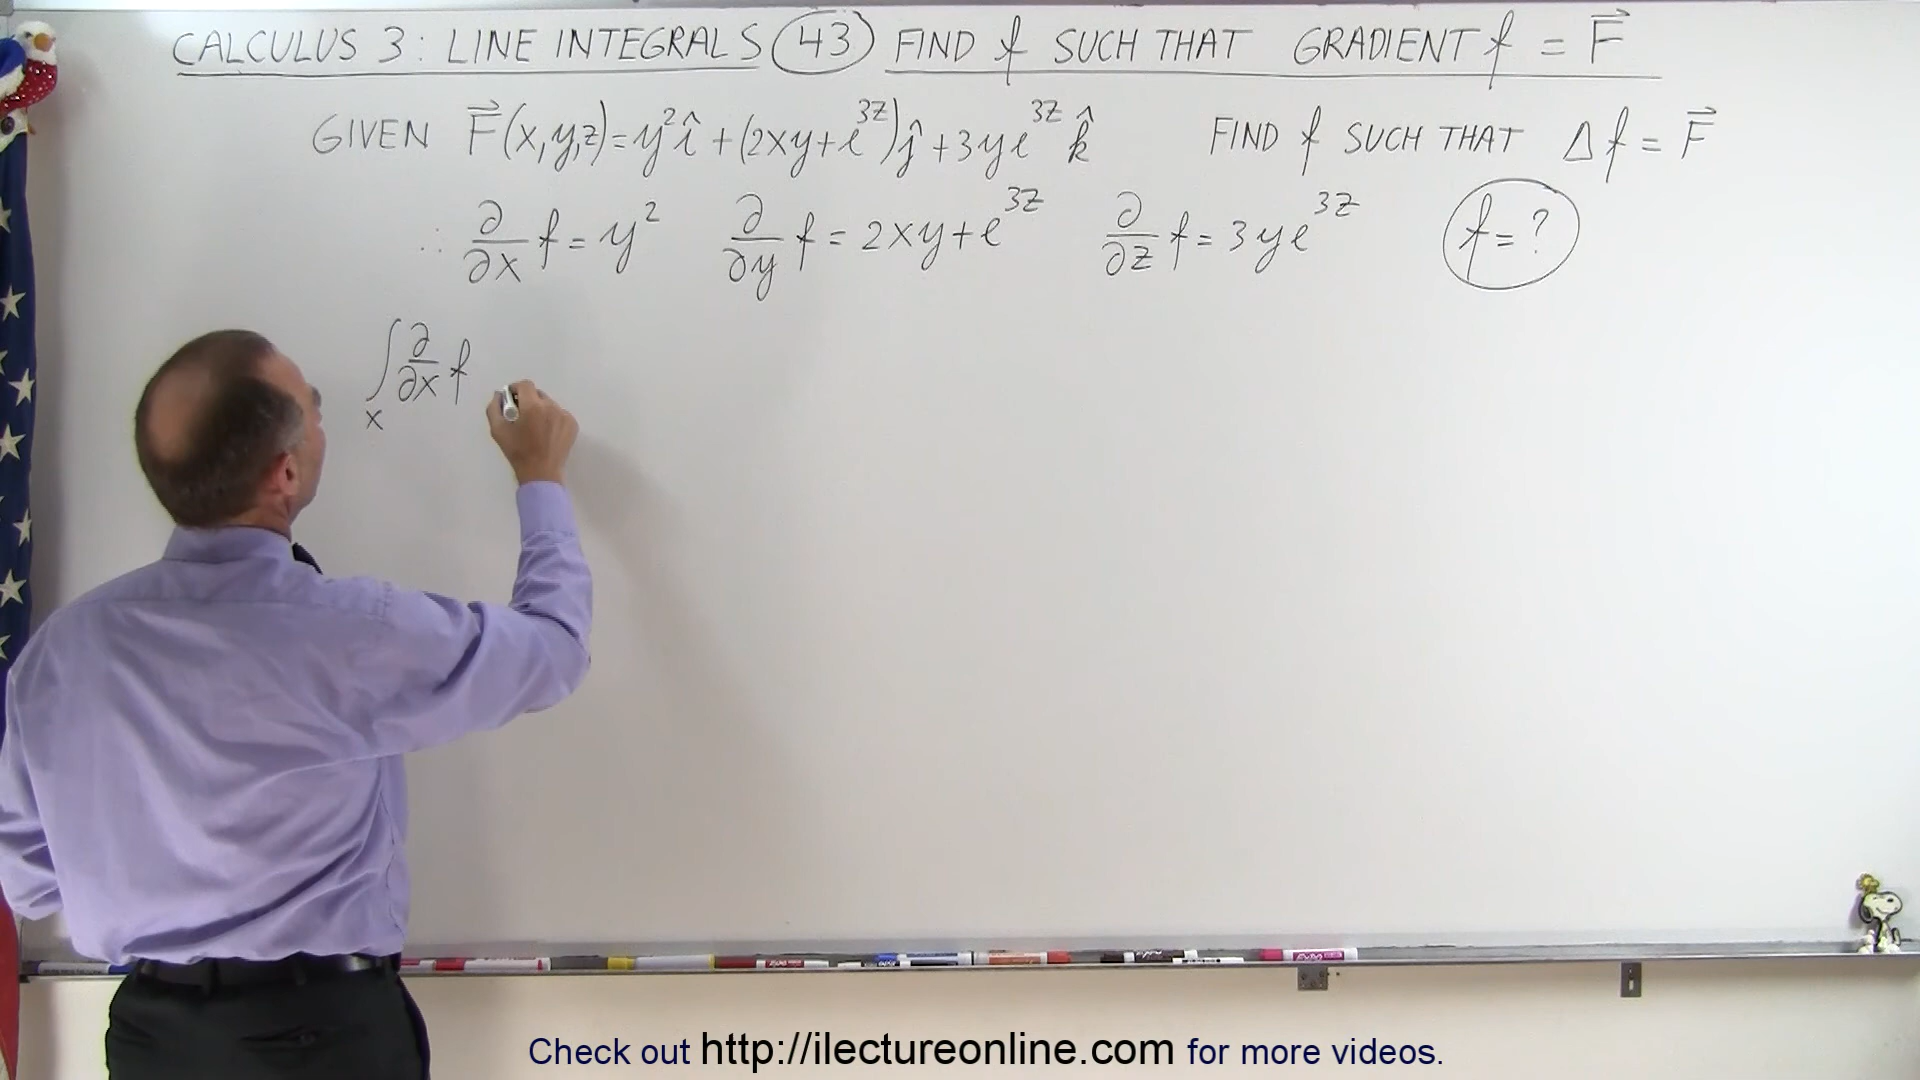 CALCULUS 3: LINE INTEGRALS 43 FIND f SUCH THAT GRADIENT f = F⃗
GIVEN F⃗(x,y,z)=y²î+(2xy+e^{3z})ĵ+3ye^{3z} k̂ FIND f SUCH THAT Δf = F⃗
∴ ∂/∂x f = y² ∂/∂y f = 2xy+e^{3z} ∂/∂z f = 3ye^{3z} f = ?
∫_x ∂/∂x f
Check out http://ilectureonline.com for more videos.